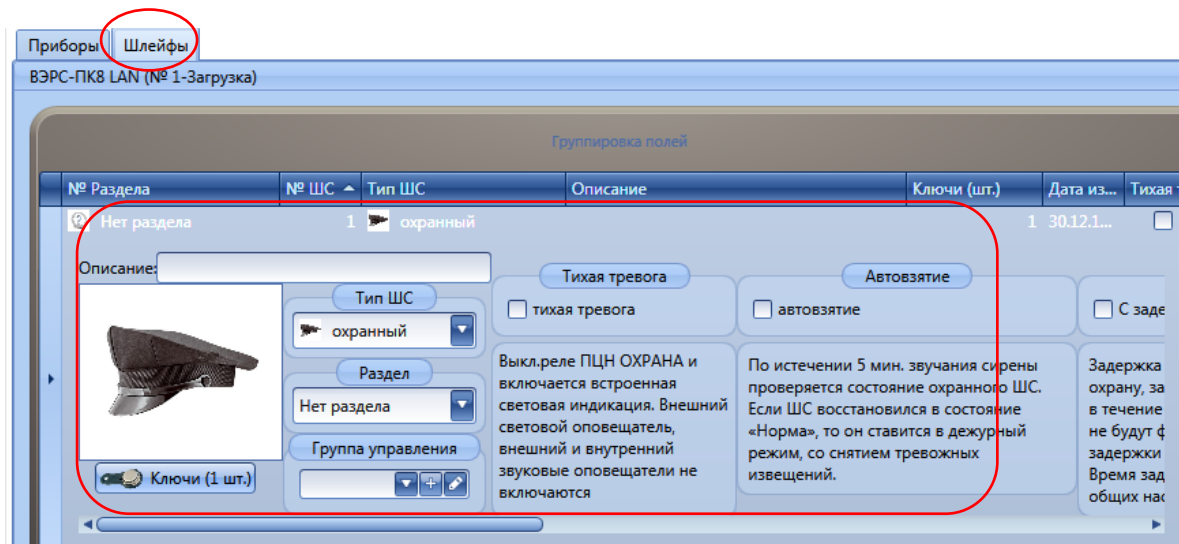 Приборы Шлейфы
ВЭРС-ПК8 LAN (№ 1-Загрузка)
Группировка полей
№ Раздела № ШС Тип ШС Описание Ключи (шт.) Дата из... Тихая
Нет раздела 1 охранный 1 30.12.1...
Описание:
Тип ШС
охранный
Раздел
Нет раздела
Группа управления
Ключи (1 шт.)
Тихая тревога
тихая тревога
Выкл.реле ПЦН ОХРАНА и
включается встроенная
световая индикация. Внешний
световой оповещатель,
внешний и внутренний
звуковые оповещатели не
включаются
Автовзятие
автовзятие
По истечении 5 мин. звучания сирены
проверяется состояние охранного ШС.
Если ШС восстановился в состояние
«Норма», то он ставится в дежурный
режим, со снятием тревожных
извещений.
С заде
Задержка
охрану, за
в течение
не будут ф
задержки
Время зад
общих нас